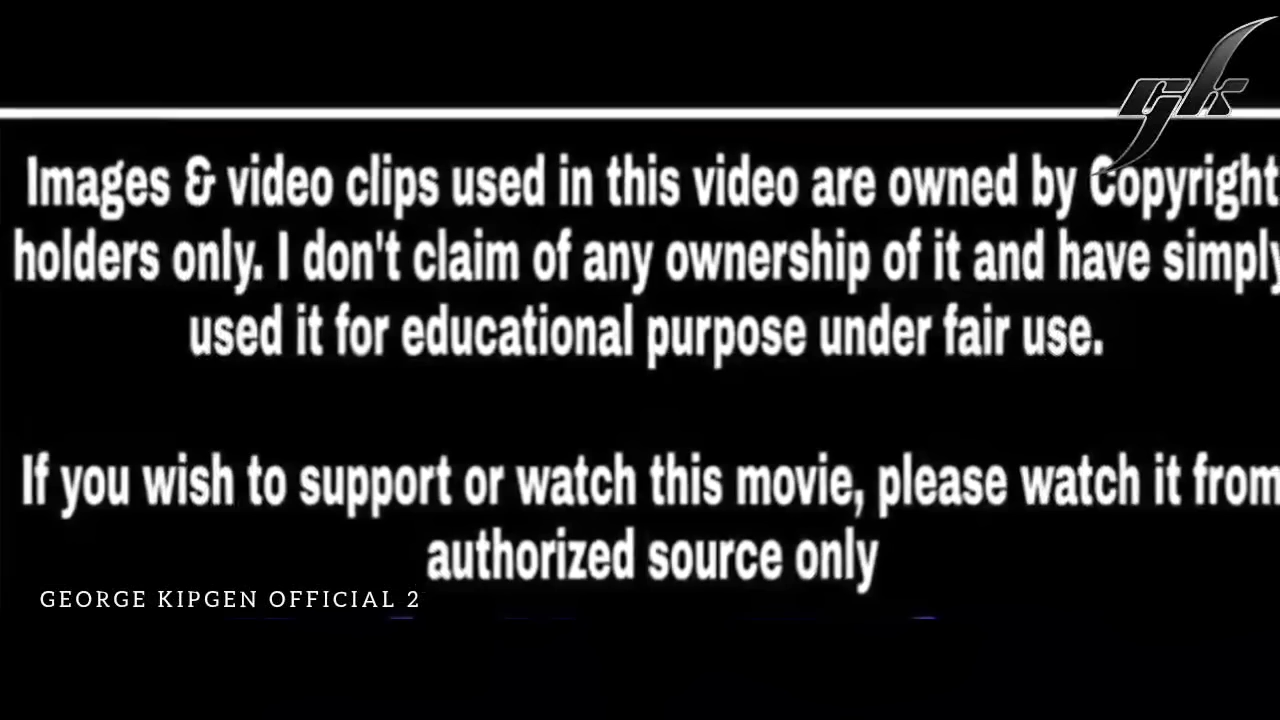 gk
Images & video clips used in this video are owned by Copyright
holders only. I don't claim of any ownership of it and have simply
used it for educational purpose under fair use.
If you wish to support or watch this movie, please watch it from
authorized source only
GEORGE KIPGEN OFFICIAL 2